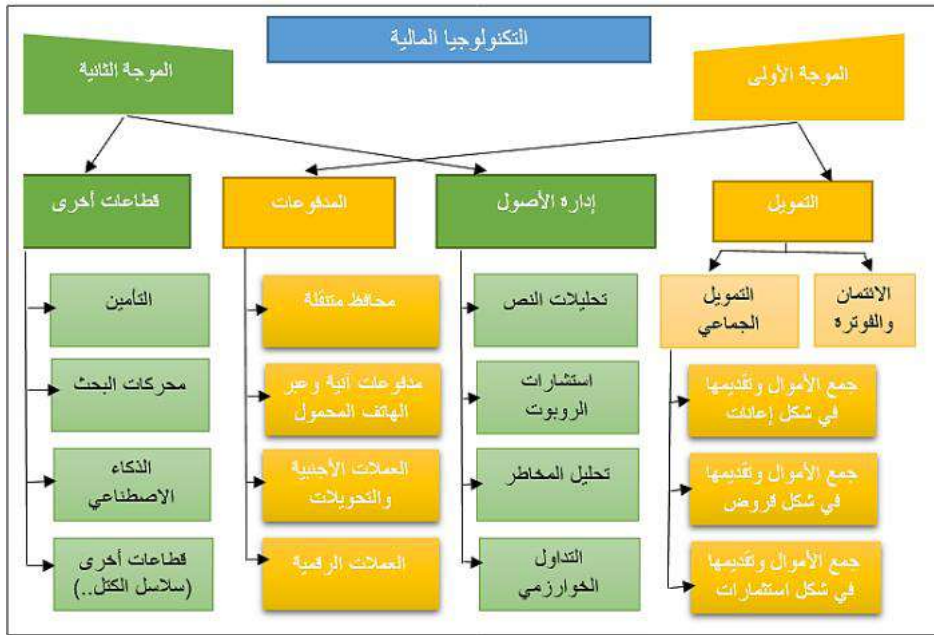 التكنولوجيا المالية
الموجة الأولى
الموجة الثانية
التمويل
إدارة الأصول
المدفوعات
قطاعات أخرى
الائتمان
والفوترة
التمويل
الجماعي
جمع الأموال وتقديمها
في شكل إعانات
جمع الأموال وتقديمها
في شكل قروض
جمع الأموال وتقديمها
في شكل استثمارات
تحليلات النص
استشارات
الروبوت
تحليل المخاطر
التداول
الخوارزمي
محافظ متنقلة
مدفوعات آنية وعبر
الهاتف المحمول
العملات الأجنبية
والتحويلات
العملات الرقمية
التأمين
محركات البحث
الذكاء
الاصطناعي
قطاعات أخرى
(سلاسل الكتل..)